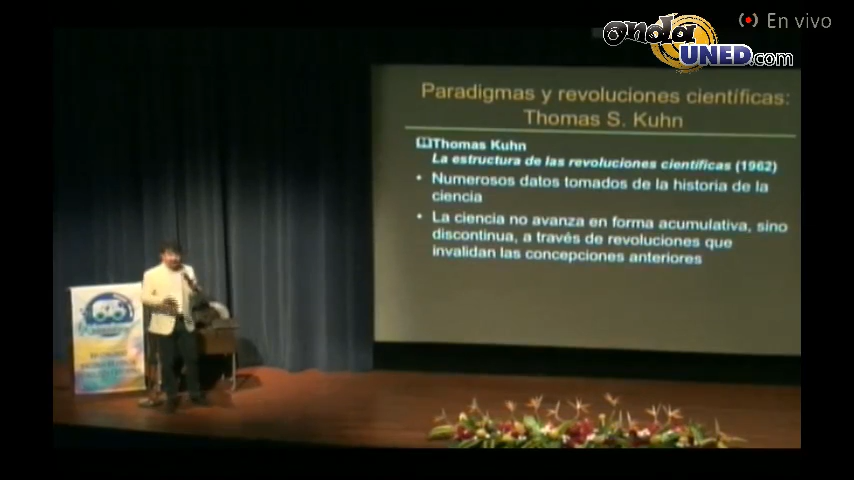 En vivo
onda
UNED.com
Paradigmas y revoluciones científicas:
Thomas S. Kuhn
Thomas Kuhn
La estructura de las revoluciones científicas (1962)
• Numerosos datos tomados de la historia de la
ciencia
• La ciencia no avanza en forma acumulativa, sino
discontinua, a través de revoluciones que
invalidan las concepciones anteriores